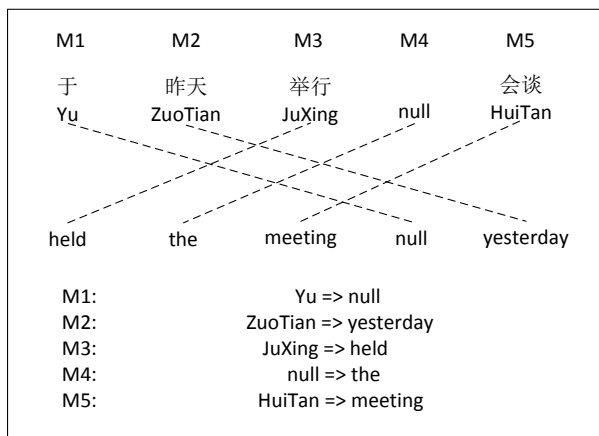 M1 M2 M3 M4 M5
于 昨天 举行 会谈
Yu ZuoTian JuXing null HuiTan
held the meeting null yesterday
M1: Yu => null
M2: ZuoTian => yesterday
M3: JuXing => held
M4: null => the
M5: HuiTan => meeting